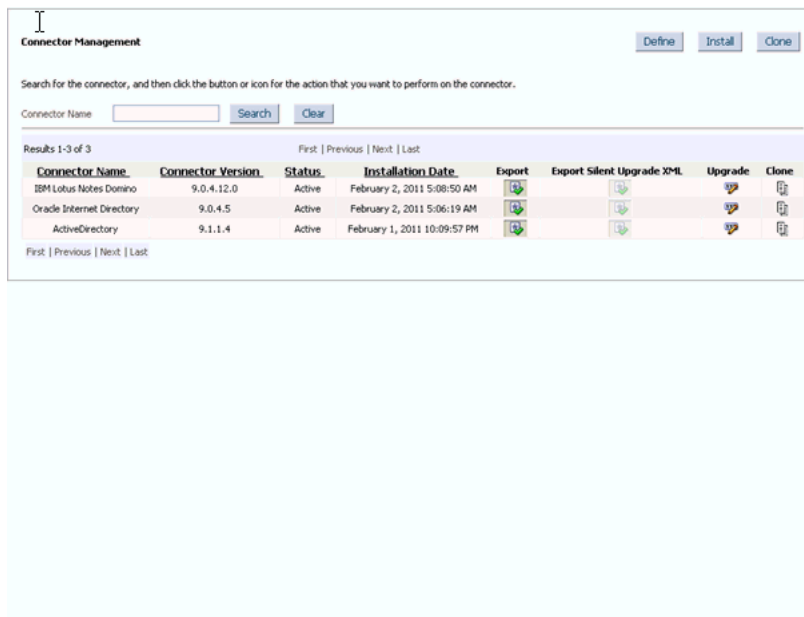 Connector Management
Define Install Clone
Search for the connector, and then click the button or icon for the action that you want to perform on the connector.
Connector Name Search Clear
Results 1-3 of 3 First | Previous | Next | Last
Connector Name Connector Version Status Installation Date Export Export Silent Upgrade XML Upgrade Clone
IBM Lotus Notes Domino 9.0.4.12.0 Active February 2, 2011 5:08:50 AM
Oracle Internet Directory 9.0.4.5 Active February 2, 2011 5:06:19 AM
ActiveDirectory 9.1.1.4 Active February 1, 2011 10:09:57 PM
First | Previous | Next | Last